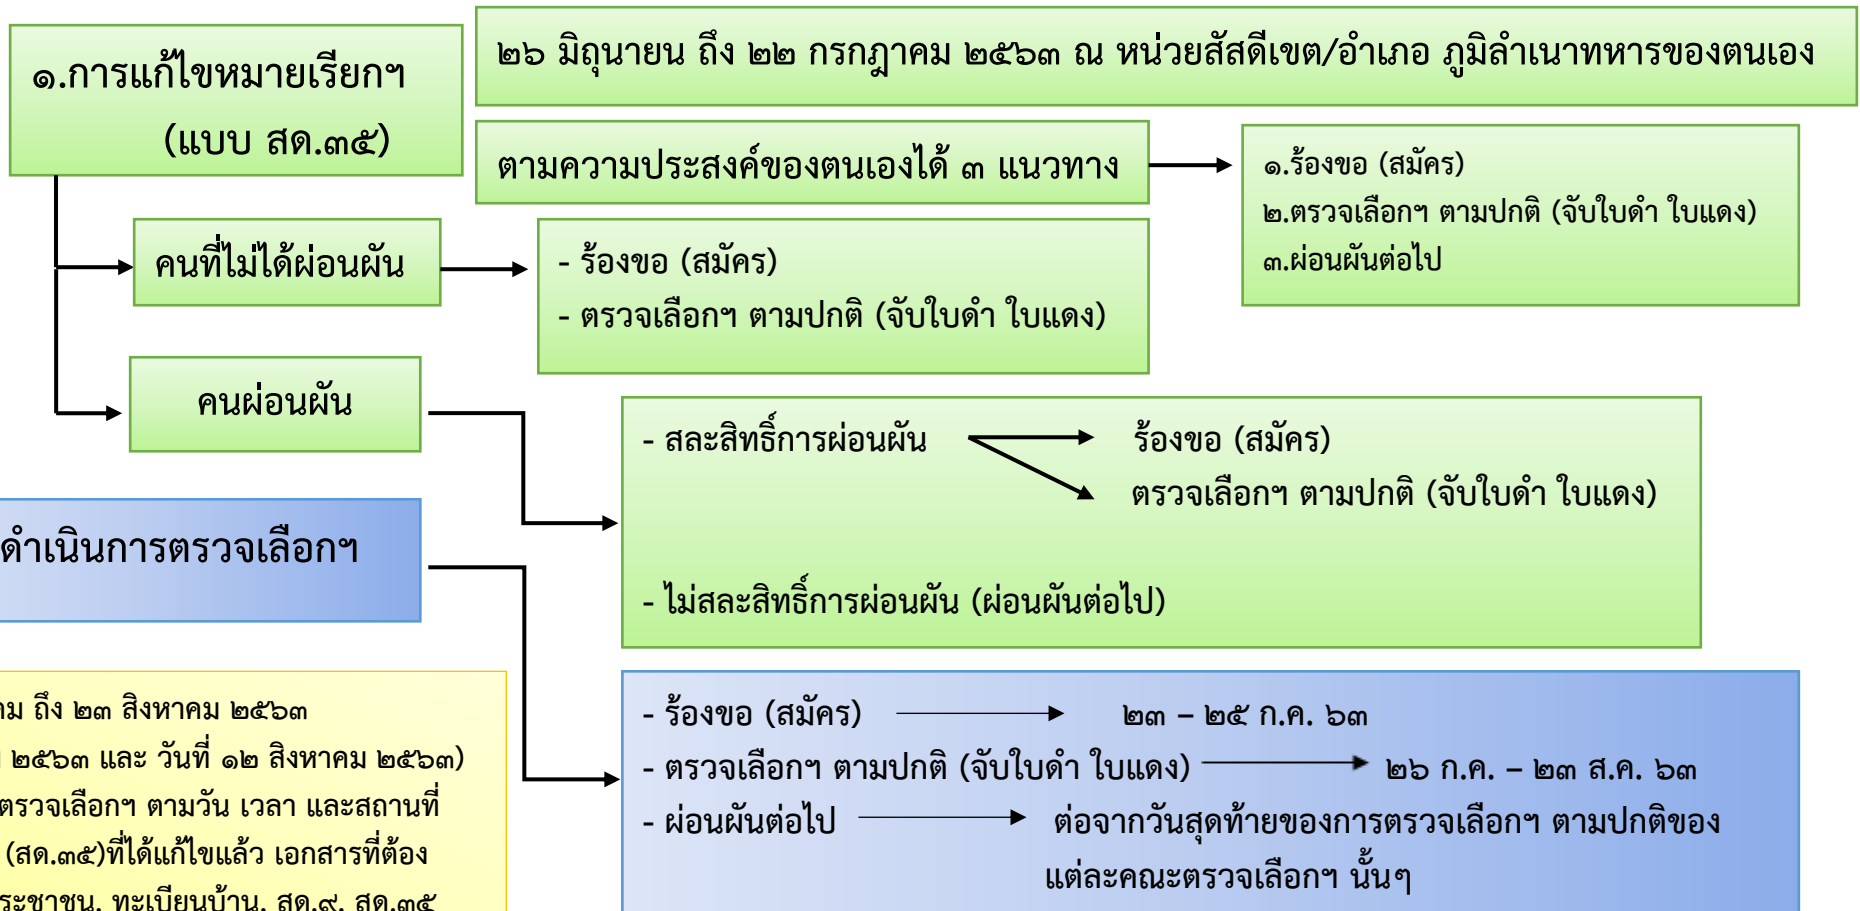 ๑.การแก้ไขหมายเรียกฯ
(แบบ สด.๓๕)
๒๖ มิถุนายน ถึง ๒๒ กรกฎาคม ๒๕๖๓ ณ หน่วยสัสดีเขต/อำเภอ ภูมิลำเนาทหารของตนเอง
ตามความประสงค์ของตนเองได้ ๓ แนวทาง
๑.ร้องขอ (สมัคร)
๒.ตรวจเลือกฯ ตามปกติ (จับใบดำ ใบแดง)
๓.ผ่อนผันต่อไป
คนที่ไม่ได้ผ่อนผัน
- ร้องขอ (สมัคร)
- ตรวจเลือกฯ ตามปกติ (จับใบดำ ใบแดง)
คนผ่อนผัน
- สละสิทธิ์การผ่อนผัน
ร้องขอ (สมัคร)
ตรวจเลือกฯ ตามปกติ (จับใบดำ ใบแดง)
- ไม่สละสิทธิ์การผ่อนผัน (ผ่อนผันต่อไป)
ดำเนินการตรวจเลือกฯ
- ร้องขอ (สมัคร) ๒๓ – ๒๕ ก.ค. ๖๓
- ตรวจเลือกฯ ตามปกติ (จับใบดำ ใบแดง) ๒๖ ก.ค. – ๒๓ ส.ค. ๖๓
- ผ่อนผันต่อไป ต่อจากวันสุดท้ายของการตรวจเลือกฯ ตามปกติของ
แต่ละคณะตรวจเลือกฯ นั้นๆ
ถึง ๒๓ สิงหาคม ๒๕๖๓
๒๕๖๓ และ วันที่ ๑๒ สิงหาคม ๒๕๖๓)
ตรวจเลือกฯ ตามวัน เวลา และสถานที่
(สด.๓๕)ที่ได้แก้ไขแล้ว เอกสารที่ต้อง
ประชาชน, ทะเบียนบ้าน, สด.๙, สด.๓๕